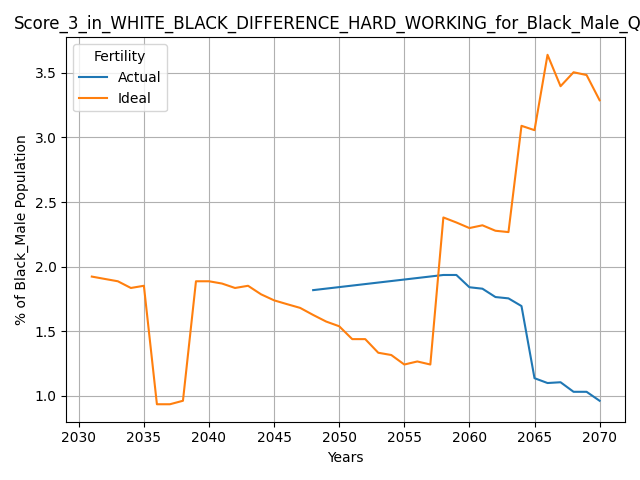 Score_3_in_WHITE_BLACK_DIFFERENCE_HARD_WORKING_for_Black_Male_Q
Fertility
Actual
Ideal
% of Black_Male Population
3.5
3.0
2.5
2.0
1.5
1.0
2030 2035 2040 2045 2050 2055 2060 2065 2070
Years